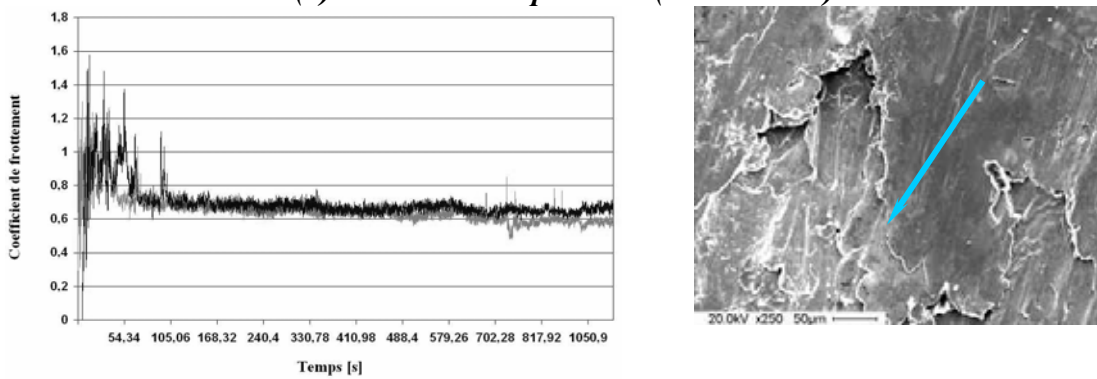 1.8
1.6
1.4
1.2
1
0.8
0.6
0.4
0.2
0
Coefficient de frottement
54,34 105,06 168,32 240,4 330,78 410,98 488,4 579,26 702,28 817,92 1050,9
Temps [s]
20.0kV x250 50µm